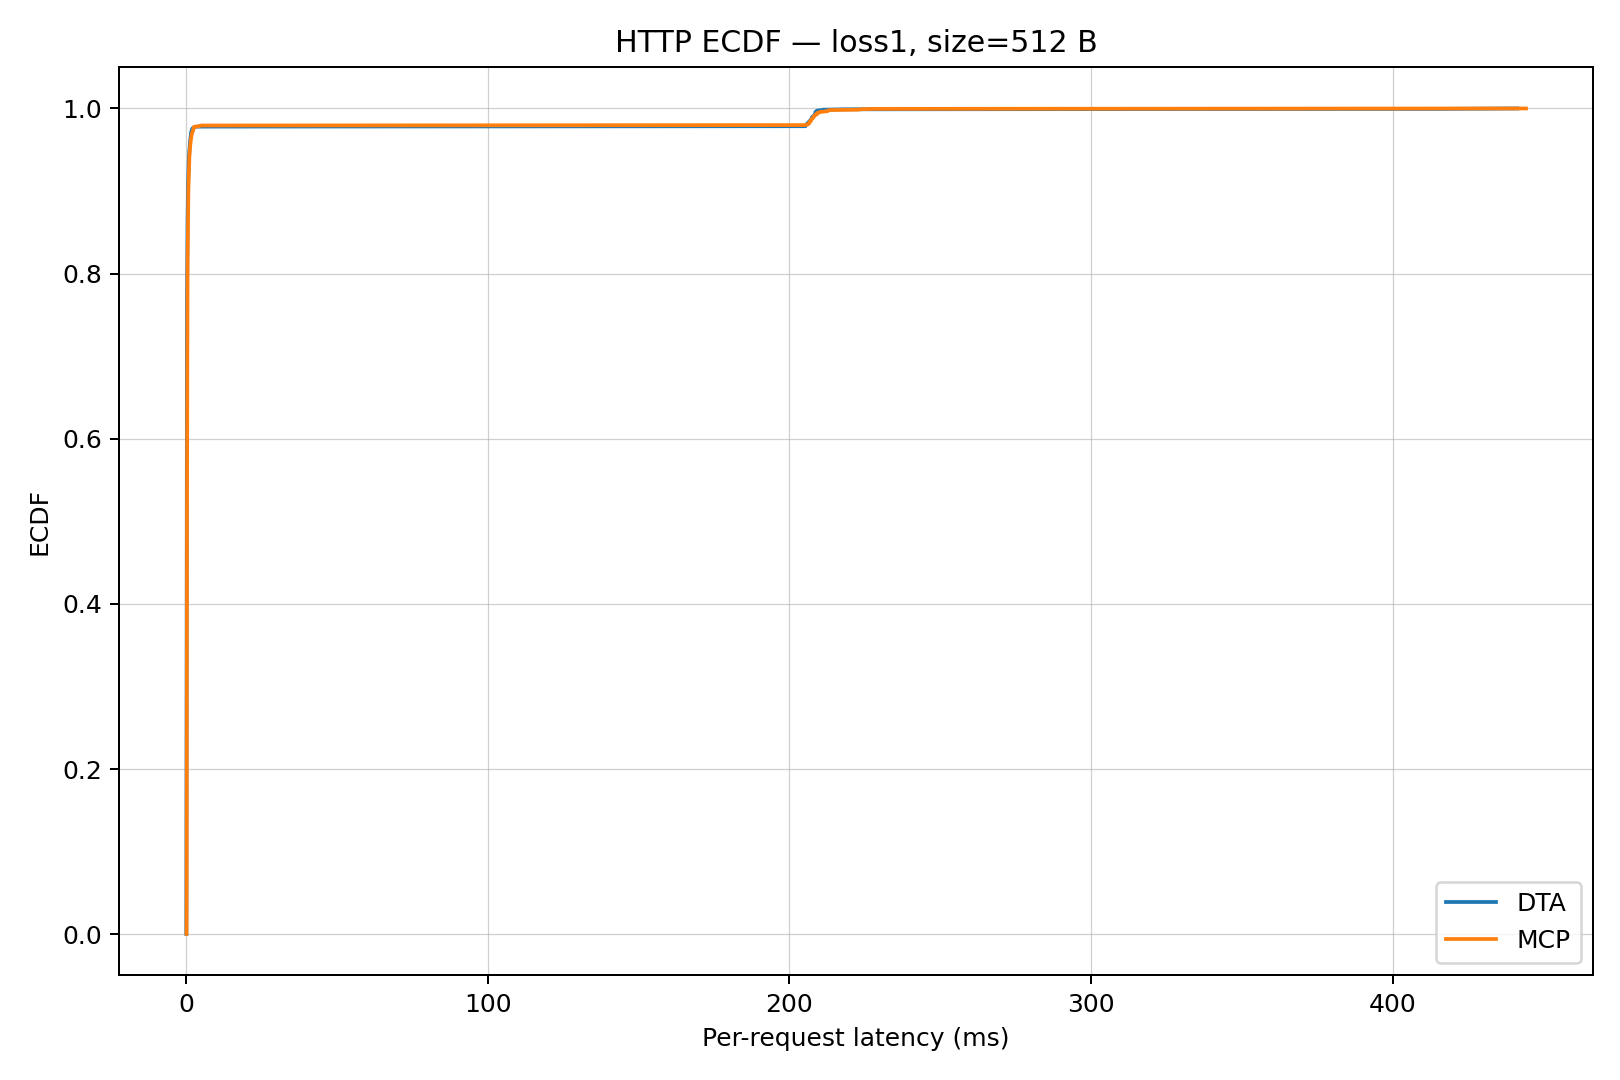 HTTP ECDF — loss1, size=512 B
1.0
0.8
0.6
0.4
0.2
0.0
ECDF
0 100 200 300 400
Per-request latency (ms)
DTA
MCP